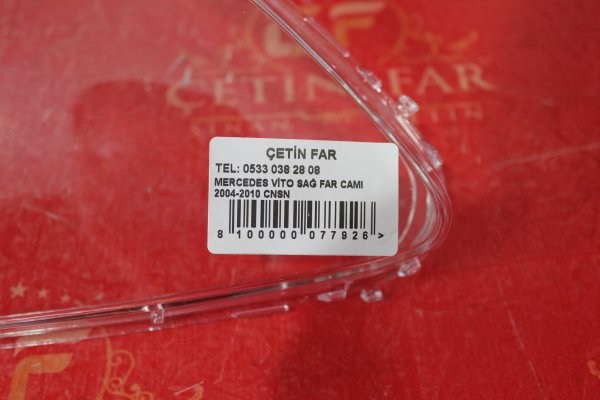 ÇETİN FAR
ÇETİN FAR
TEL: 0533 038 28 08
MERCEDES VİTO SAĞ FAR CAMI
2004-2010 CNSN
8 100000 077926 >